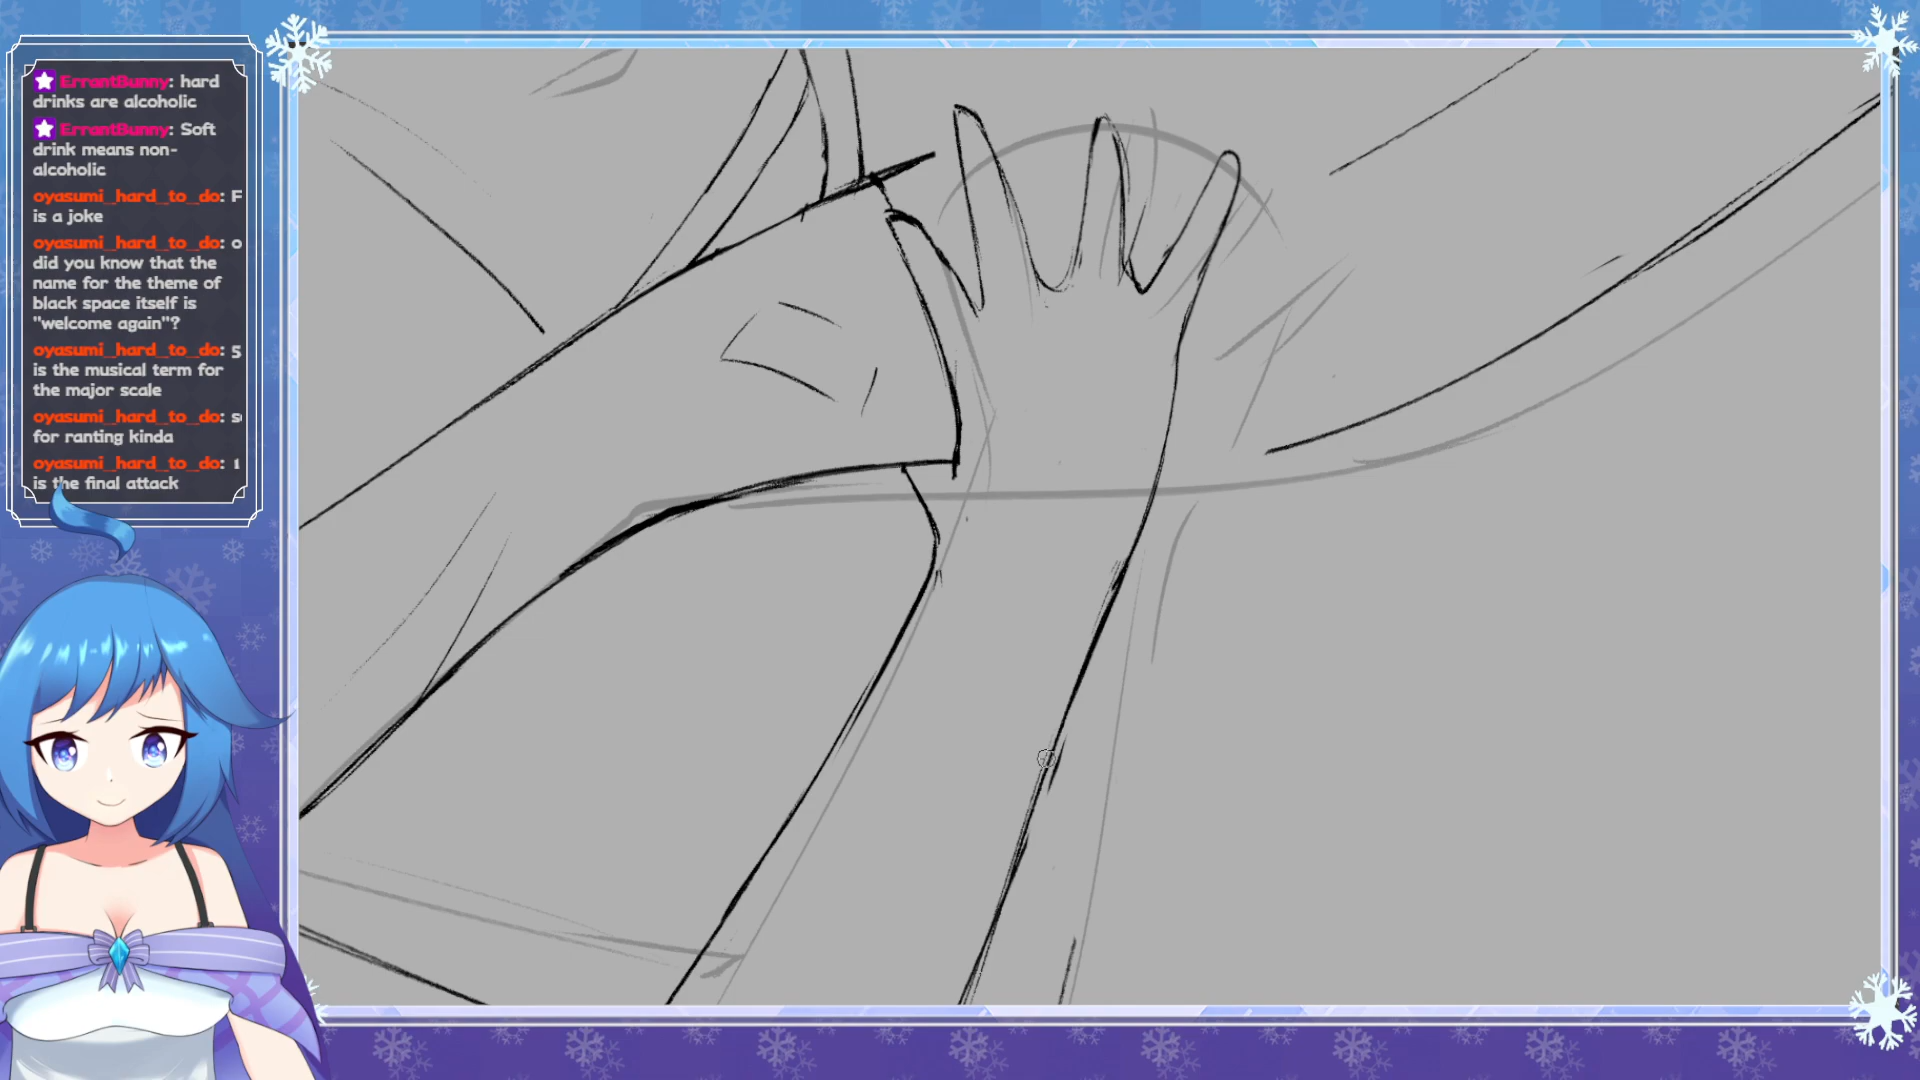 ErrantBunny: hard
drinks are alcoholic
ErrantBunny: Soft
drink means non-
alcoholic
oyasumi_hard_to_do: F
is a joke
oyasumi_hard_to_do: o
did you know that the
name for the theme of
black space itself is
"welcome again"?
oyasumi_hard_to_do: 5
is the musical term for
the major scale
oyasumi_hard_to_do: s
for ranting kinda
oyasumi_hard_to_do: 1
is the final attack